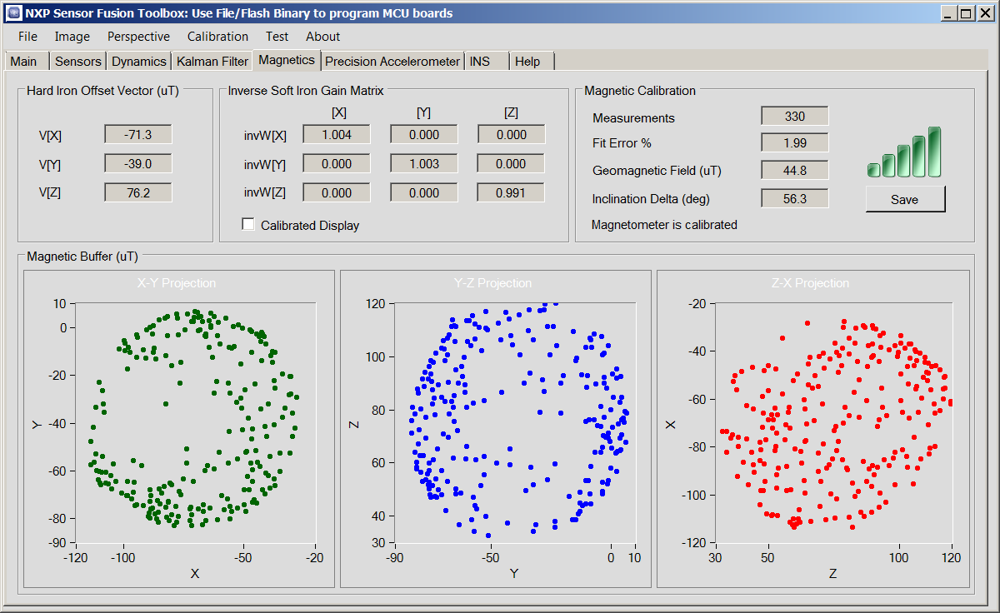 NXP Sensor Fusion Toolbox: Use File/Flash Binary to program MCU boards
File Image Perspective Calibration Test About
Main Sensors Dynamics Kalman Filter Magnetics Precision Accelerometer INS Help
Hard Iron Offset Vector (uT)
V[X] -71.3
V[Y] -39.0
V[Z] 76.2
Inverse Soft Iron Gain Matrix
[X] [Y] [Z]
invW[X] 1.004 0.000 0.000
invW[Y] 0.000 1.003 0.000
invW[Z] 0.000 0.000 0.991
Calibrated Display
Magnetic Calibration
Measurements 330
Fit Error % 1.99
Geomagnetic Field (uT) 44.8
Inclination Delta (deg) 56.3
Magnetometer is calibrated
Save
Magnetic Buffer (uT)
X-Y Projection
10
0
-20
-40
-60
-80
-90
Y
-120 -100 -50 -20
X
Y-Z Projection
120
100
80
60
40
30
Z
-90 -50 0 10
Y
Z-X Projection
-20
-40
-60
-80
-100
-120
X
30 50 100 120
Z